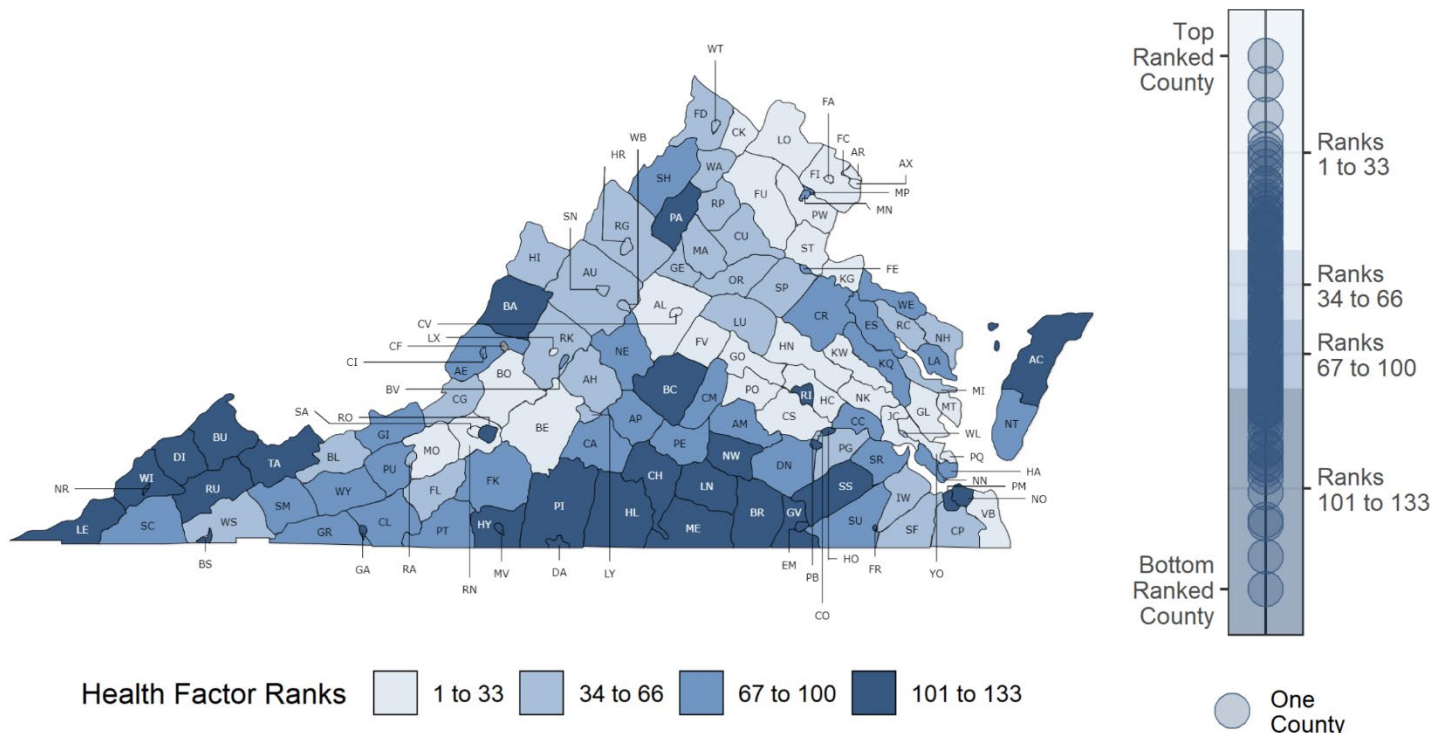 WT
FA
FC
AR
AX
MP
MN
WB
HR
SN
FD
CK
LO
FI
WA
SH
FU
PA
RP
PW
RG
CU
MA
ST
HI
GE
FE
AU
OR
SP
KG
BA
AL
CR
WE
CV
LU
ES
RC
NH
LX
RK
FV
HN
CF
NE
GO
KW
LA
AC
CI
AE
BO
KQ
BV
AH
BC
PO
RI
HC
NK
MI
CG
CM
CS
GL
MT
SA
RO
BE
AP
AM
CC
JC
NT
BU
GI
MO
CA
PE
PG
WL
DI
TA
BL
PU
NW
DN
SR
PQ
HA
NR
WI
RU
WY
FL
FK
CH
LN
SS
IW
NN
PM
NO
LE
SC
WS
SM
GR
CL
PT
HY
PI
HL
ME
BR
GV
SU
SF
CP
VB
BS
GA
RA
RN
MV
DA
LY
EM
PB
HO
CO
FR
YO
Top
Ranked
County
Ranks
1 to 33
Ranks
34 to 66
Ranks
67 to 100
Ranks
101 to 133
Bottom
Ranked
County
Health Factor Ranks
1 to 33
34 to 66
67 to 100
101 to 133
One
County